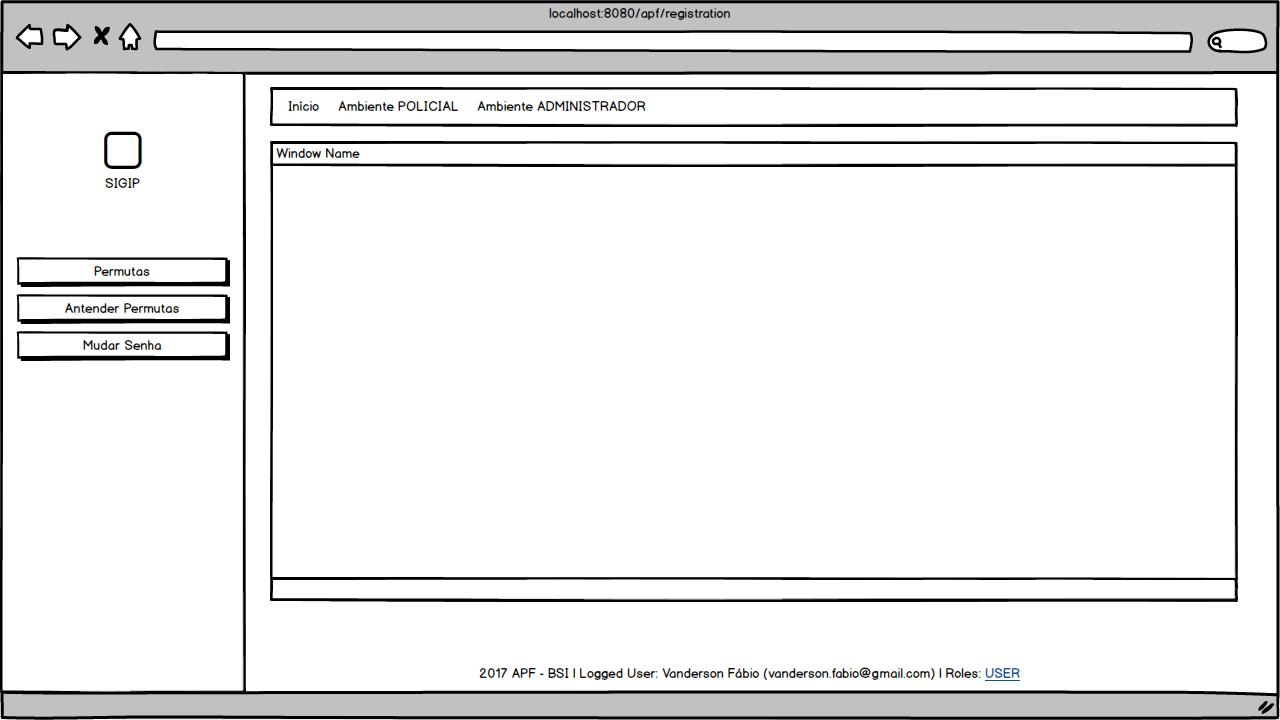 localhost:8080/apf/registration
SIGIP
Permutas
Antender Permutas
Mudar Senha
Início Ambiente POLICIAL Ambiente ADMINISTRADOR
Window Name
2017 APF - BSI | Logged User: Vanderson Fábio (vanderson.fabio@gmail.com) | Roles: USER